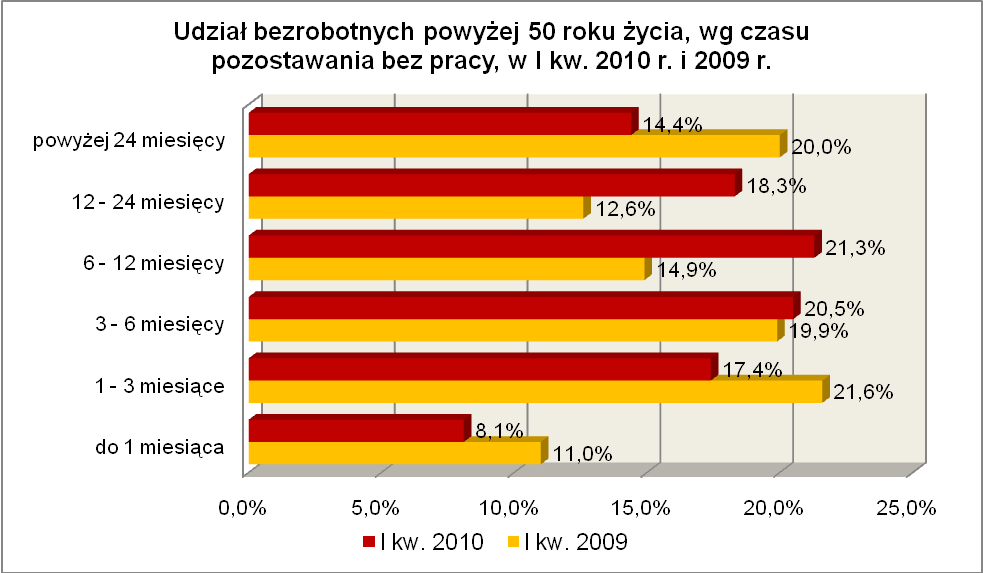 Udział bezrobotnych powyżej 50 roku życia, wg czasu
pozostawania bez pracy, w I kw. 2010 r. i 2009 r.
powyżej 24 miesięcy
14,4%
20,0%
12 - 24 miesięcy
18,3%
12,6%
6 - 12 miesięcy
21,3%
14,9%
3 - 6 miesięcy
20,5%
19,9%
1 - 3 miesiące
17,4%
21,6%
do 1 miesiąca
8,1%
11,0%
0,0% 5,0% 10,0% 15,0% 20,0% 25,0%
I kw. 2010 I kw. 2009